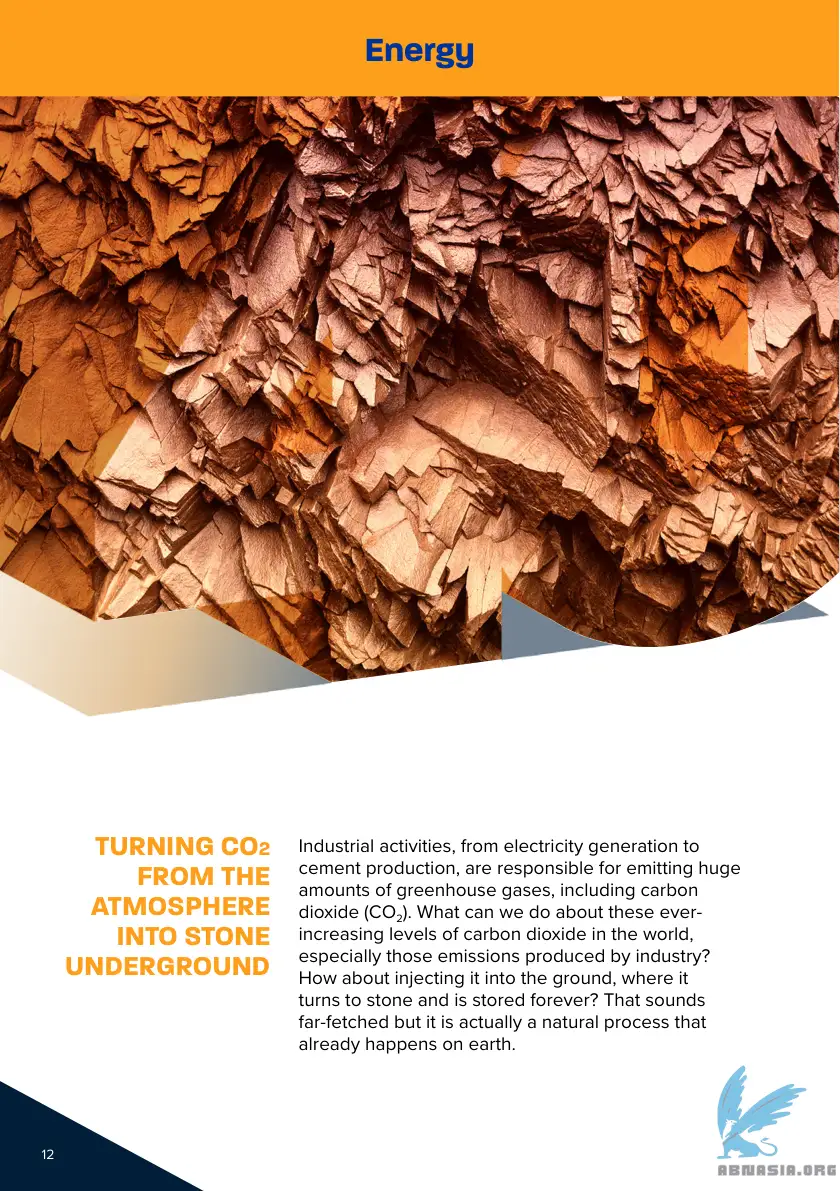 Energy
TURNING CO₂
FROM THE
ATMOSPHERE
INTO STONE
UNDERGROUND
Industrial activities, from electricity generation to
cement production, are responsible for emitting huge
amounts of greenhouse gases, including carbon
dioxide (CO₂). What can we do about these ever-
increasing levels of carbon dioxide in the world,
especially those emissions produced by industry?
How about injecting it into the ground, where it
turns to stone and is stored forever? That sounds
far-fetched but it is actually a natural process that
already happens on earth.
12
ABNASIA.ORG